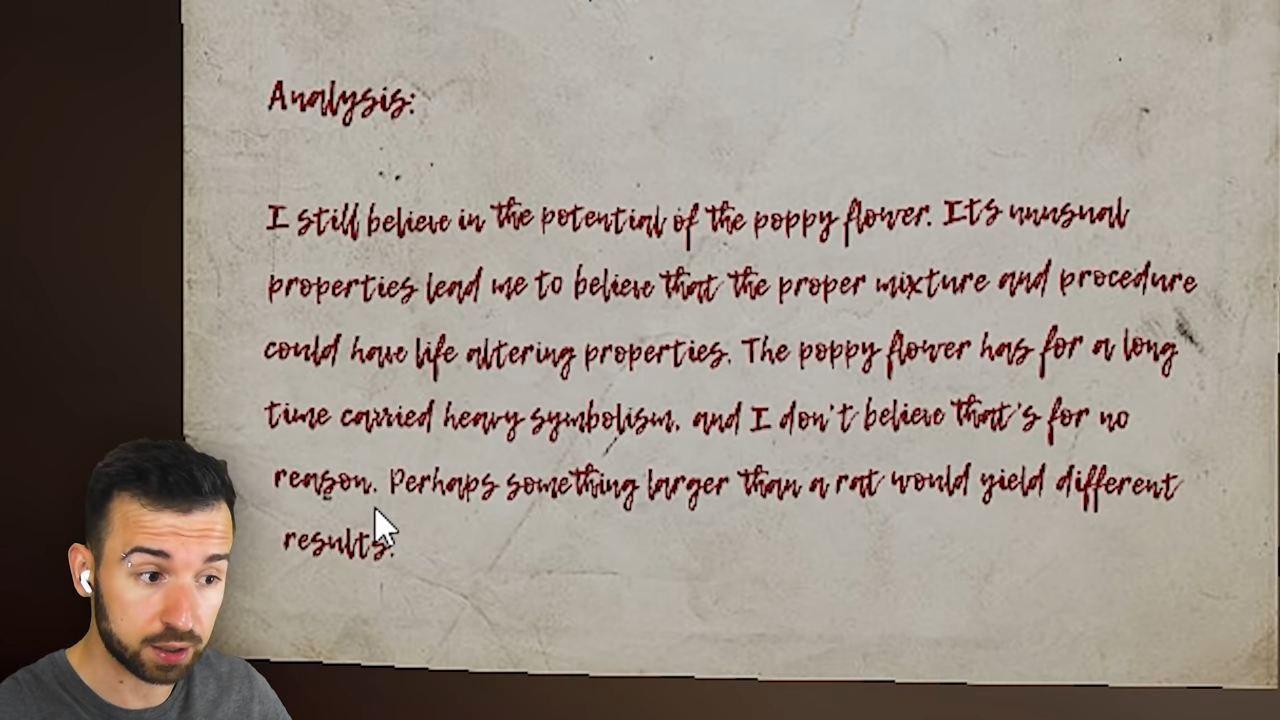 Analysis:
I still believe in the potential of the poppy flower. Its unusual
properties lead me to believe that the proper mixture and procedure
could have life altering properties. The poppy flower has for a long
time carried heavy symbolism, and I don't believe that's for no
reason. Perhaps something larger than a rat would yield different
results.